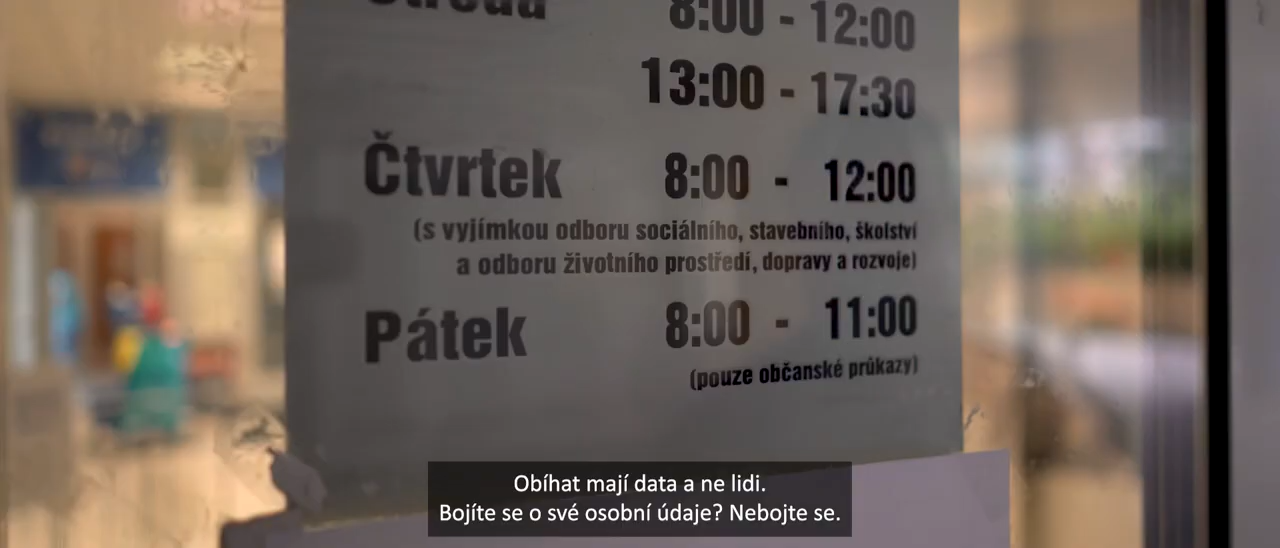 Středa 8:00 - 12:00
13:00 - 17:30
Čtvrtek 8:00 - 12:00
(s vyjímkou odboru sociálního, stavebního, školství
a odboru životního prostředí, dopravy a rozvoje)
Pátek 8:00 - 11:00
(pouze občanské průkazy)
Obíhat mají data a ne lidi.
Bojíte se o své osobní údaje? Nebojte se.